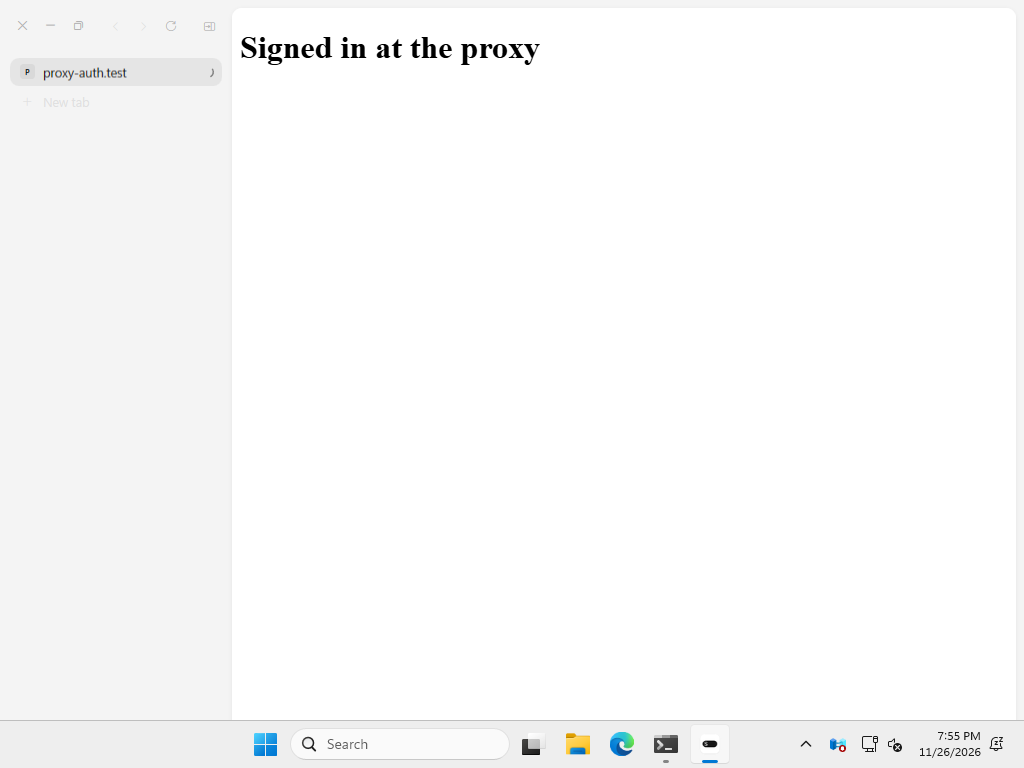 Signed in at the proxy
P proxy-auth.test
New tab
Search
7:55 PM
11/26/2026